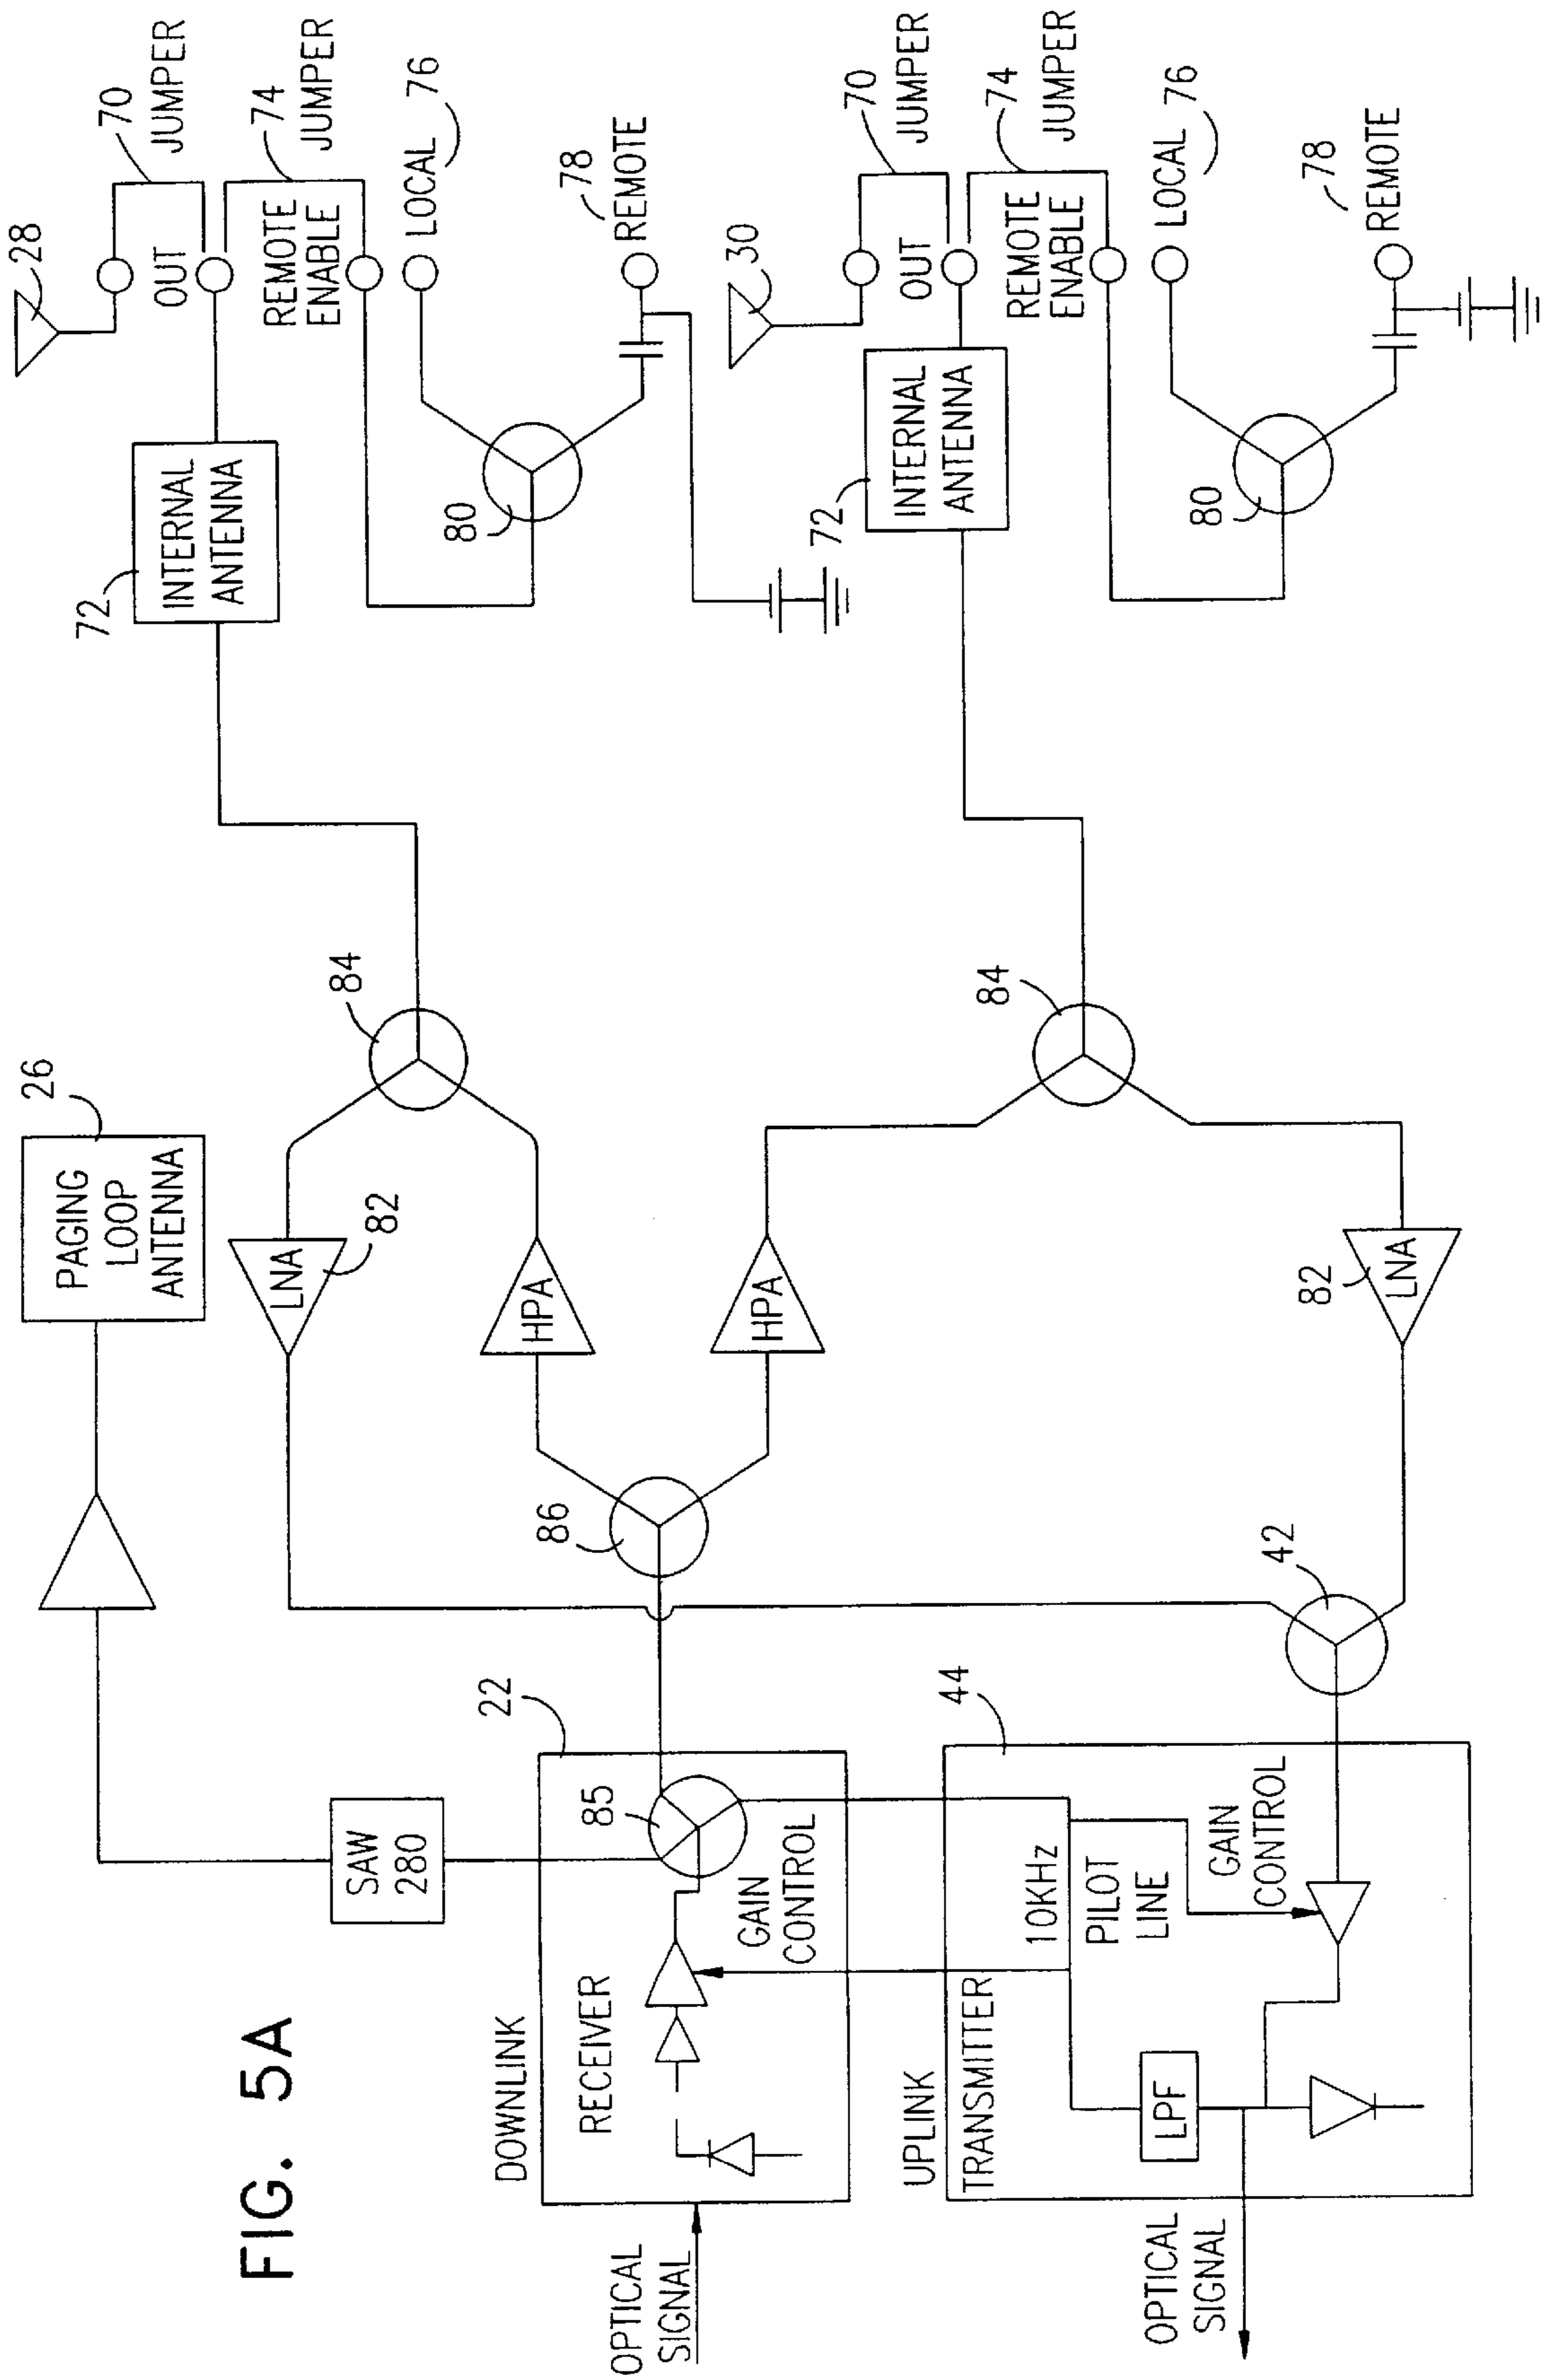 FIG. 5A
OPTICAL
SIGNAL
DOWNLINK
RECEIVER
GAIN
CONTROL
85
22
SAW
280
PAGING
LOOP
ANTENNA
26
86
LNA
82
HPA
HPA
84
72
INTERNAL
ANTENNA
28
70
JUMPER
OUT
74
JUMPER
REMOTE
ENABLE
LOCAL
76
80
78
REMOTE
OPTICAL
SIGNAL
UPLINK
TRANSMITTER
LPF
10KHz
PILOT
LINE
GAIN
CONTROL
44
42
82
LNA
84
72
INTERNAL
ANTENNA
30
70
JUMPER
OUT
74
JUMPER
REMOTE
ENABLE
LOCAL
76
80
78
REMOTE